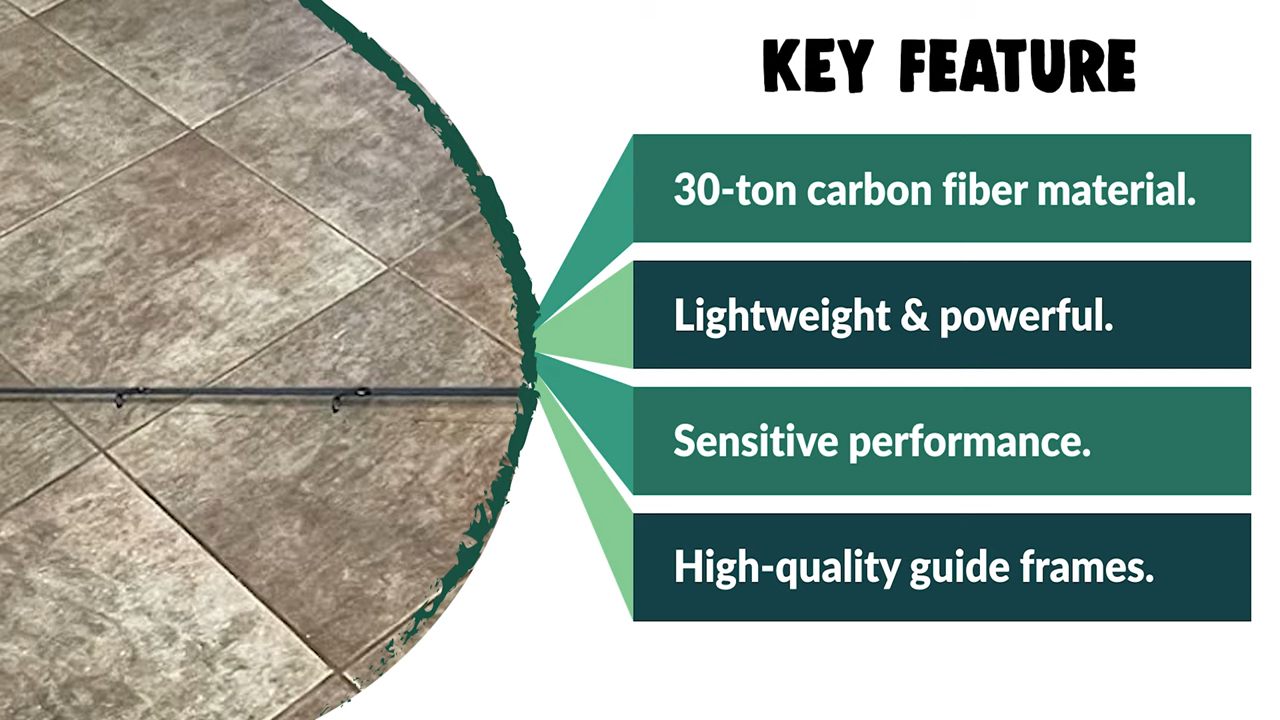 KEY FEATURE
30-ton carbon fiber material.
Lightweight & powerful.
Sensitive performance.
High-quality guide frames.